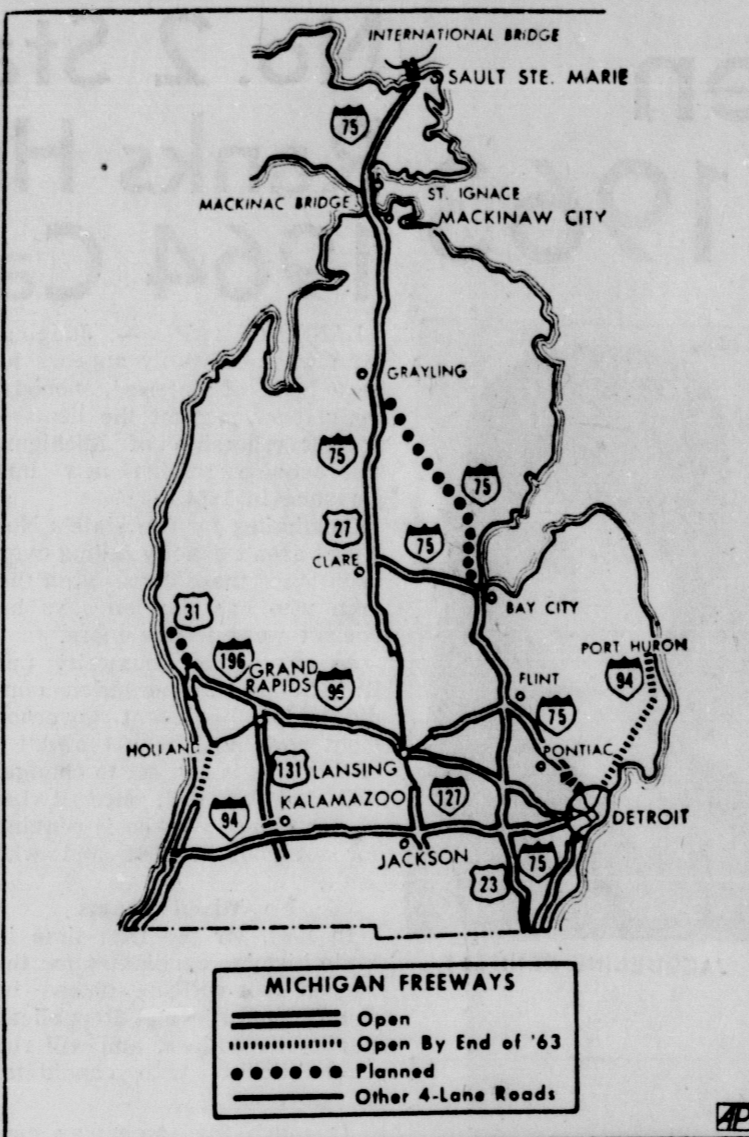 INTERNATIONAL BRIDGE
SAULT STE. MARIE
75
ST. IGNACE
MACKINAC BRIDGE
MACKINAW CITY
GRAYLING
75
75
27
75
CLARE
BAY CITY
31
PORT HURON
196
GRAND
RAPIDS
96
94
FLINT
75
HOLLAND
PONTIAC
131
LANSING
127
94
KALAMAZOO
DETROIT
JACKSON
75
23
MICHIGAN FREEWAYS
Open
Open By End of '63
Planned
Other 4-Lane Roads
AP